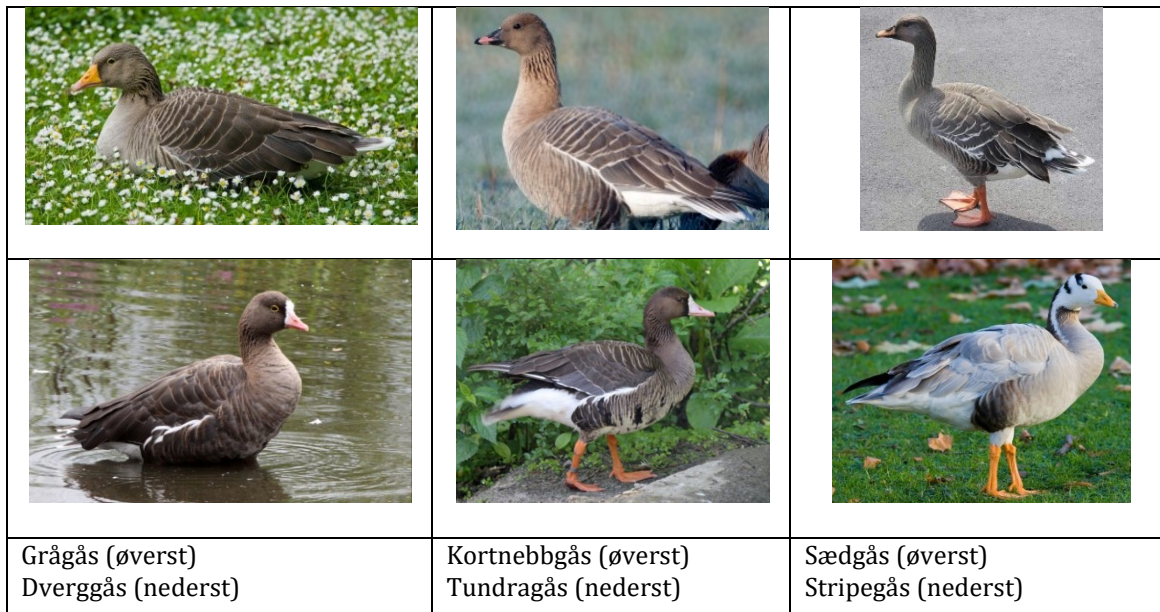 Grågås (øverst)
Dverggås (nederst)
Kortnebbgås (øverst)
Tundragås (nederst)
Sædgås (øverst)
Stripegås (nederst)